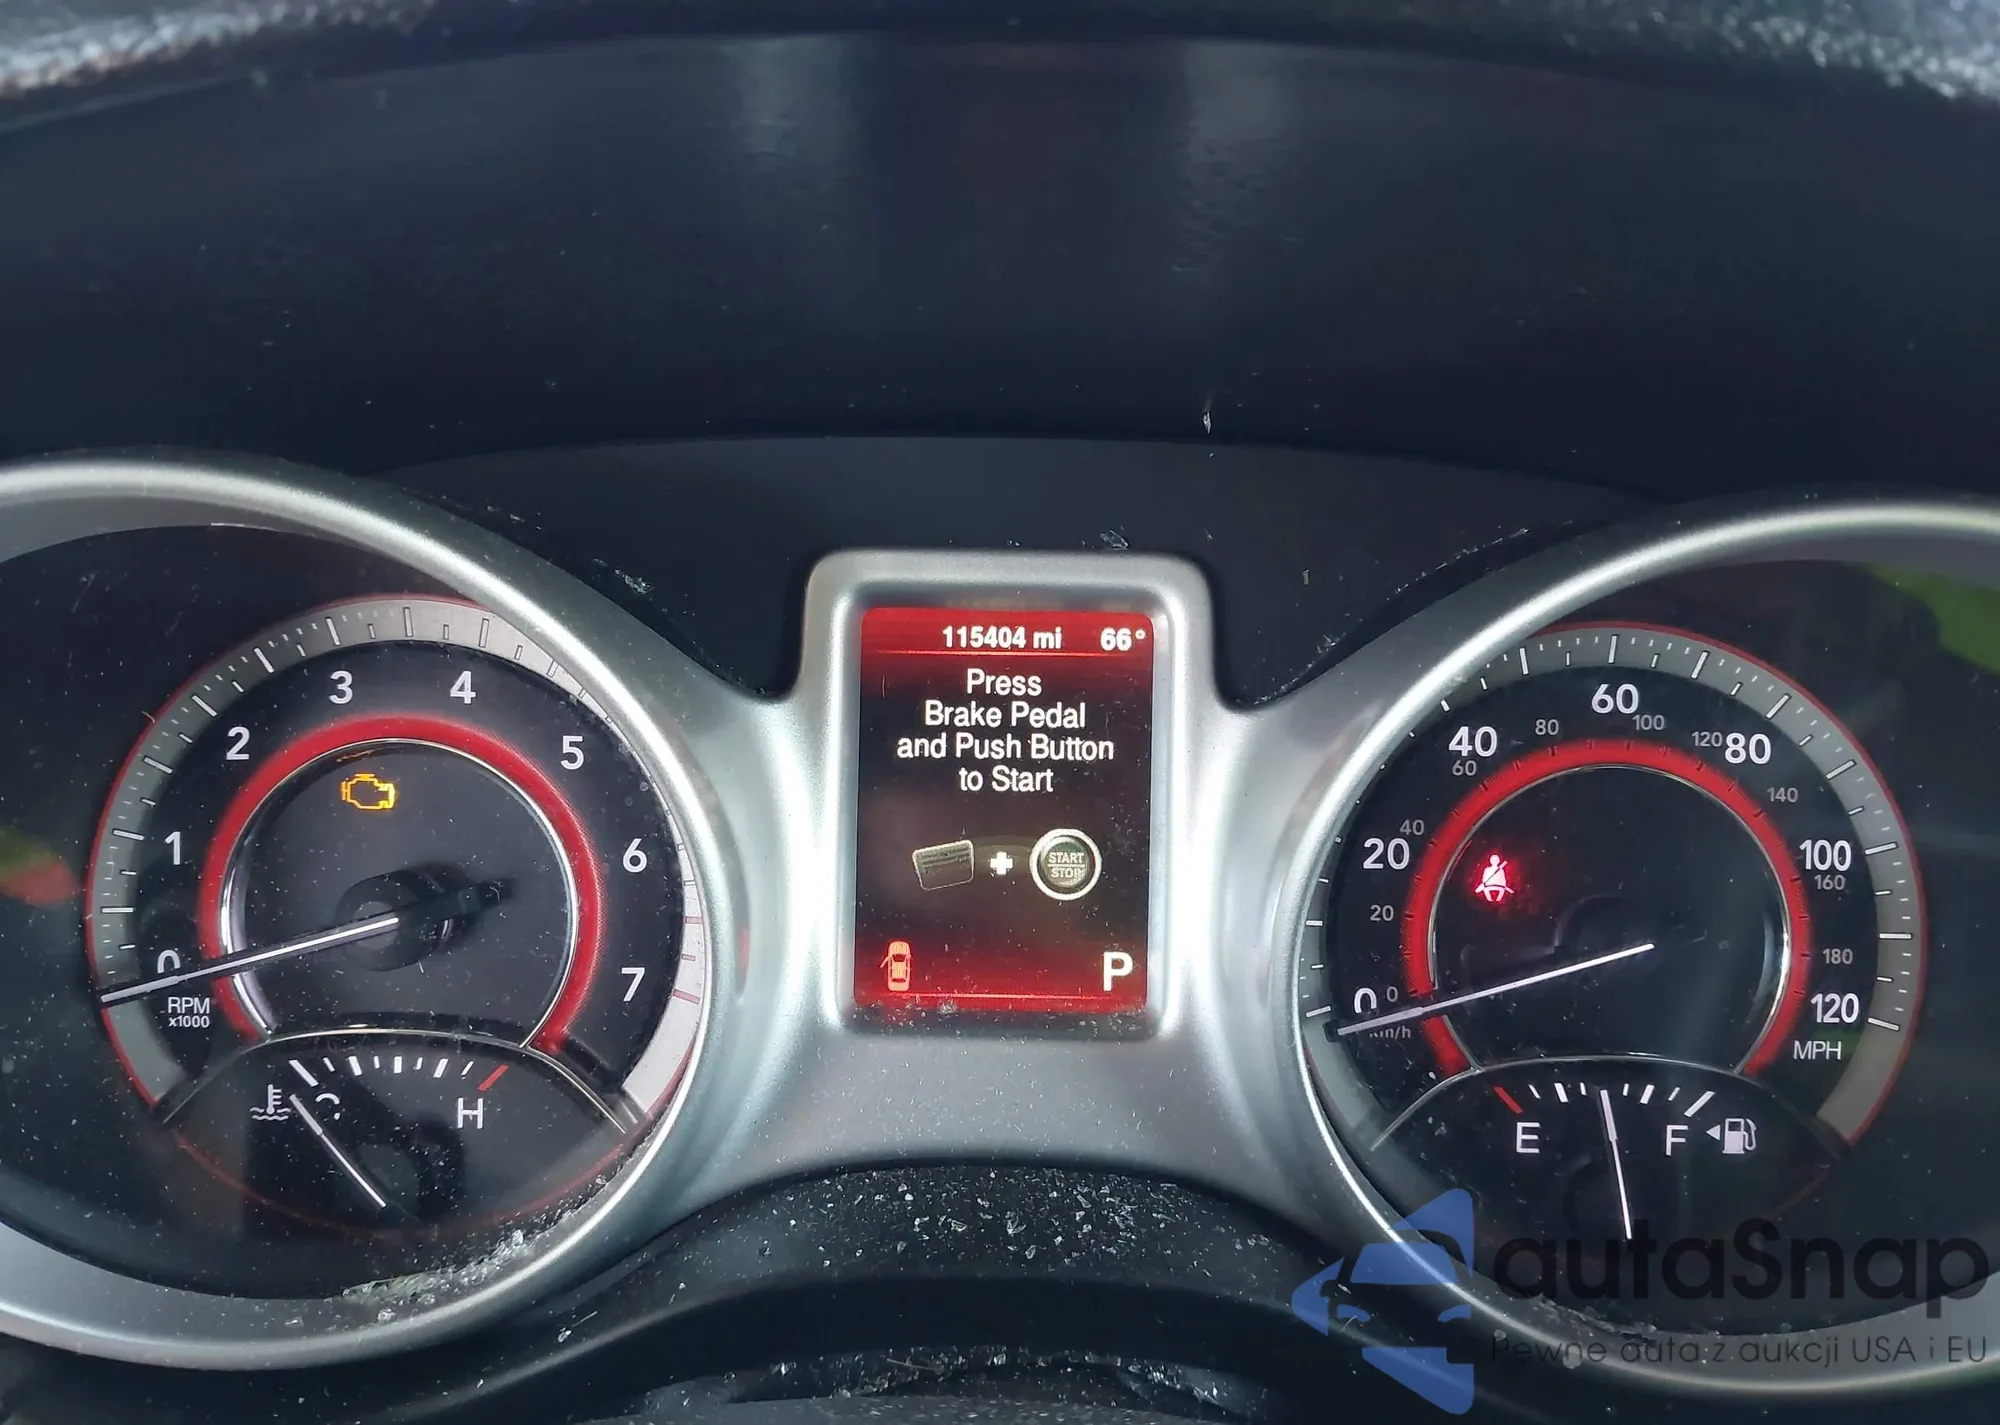 115404 mi 66°
Press
Brake Pedal
and Push Button
to Start
START
STOP
P
0
1
2
3
4
5
6
7
RPM
x1000
H
0
20
40
60
80
100
120
MPH
0
20
40
60
80
100
120
140
160
180
km/h
E
F
autaSnap
Pewne auta z aukcji USA i EU